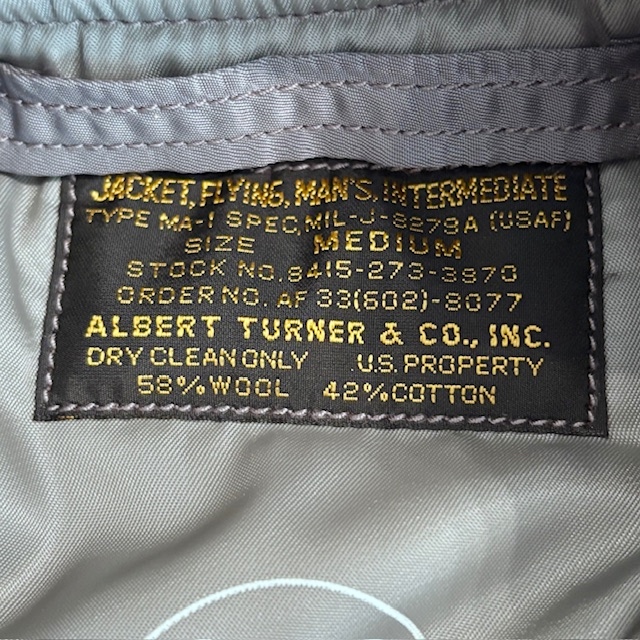 JACKET, FLYING, MAN'S, INTERMEDIATE
TYPE MA-1 SPEC, MIL-J-8279A (USAF)
SIZE MEDIUM
STOCK NO. 8415-273-3870
ORDER NO. AF 33(602)-8077
ALBERT TURNER & CO., INC.
DRY CLEAN ONLY U.S. PROPERTY
58% WOOL 42% COTTON